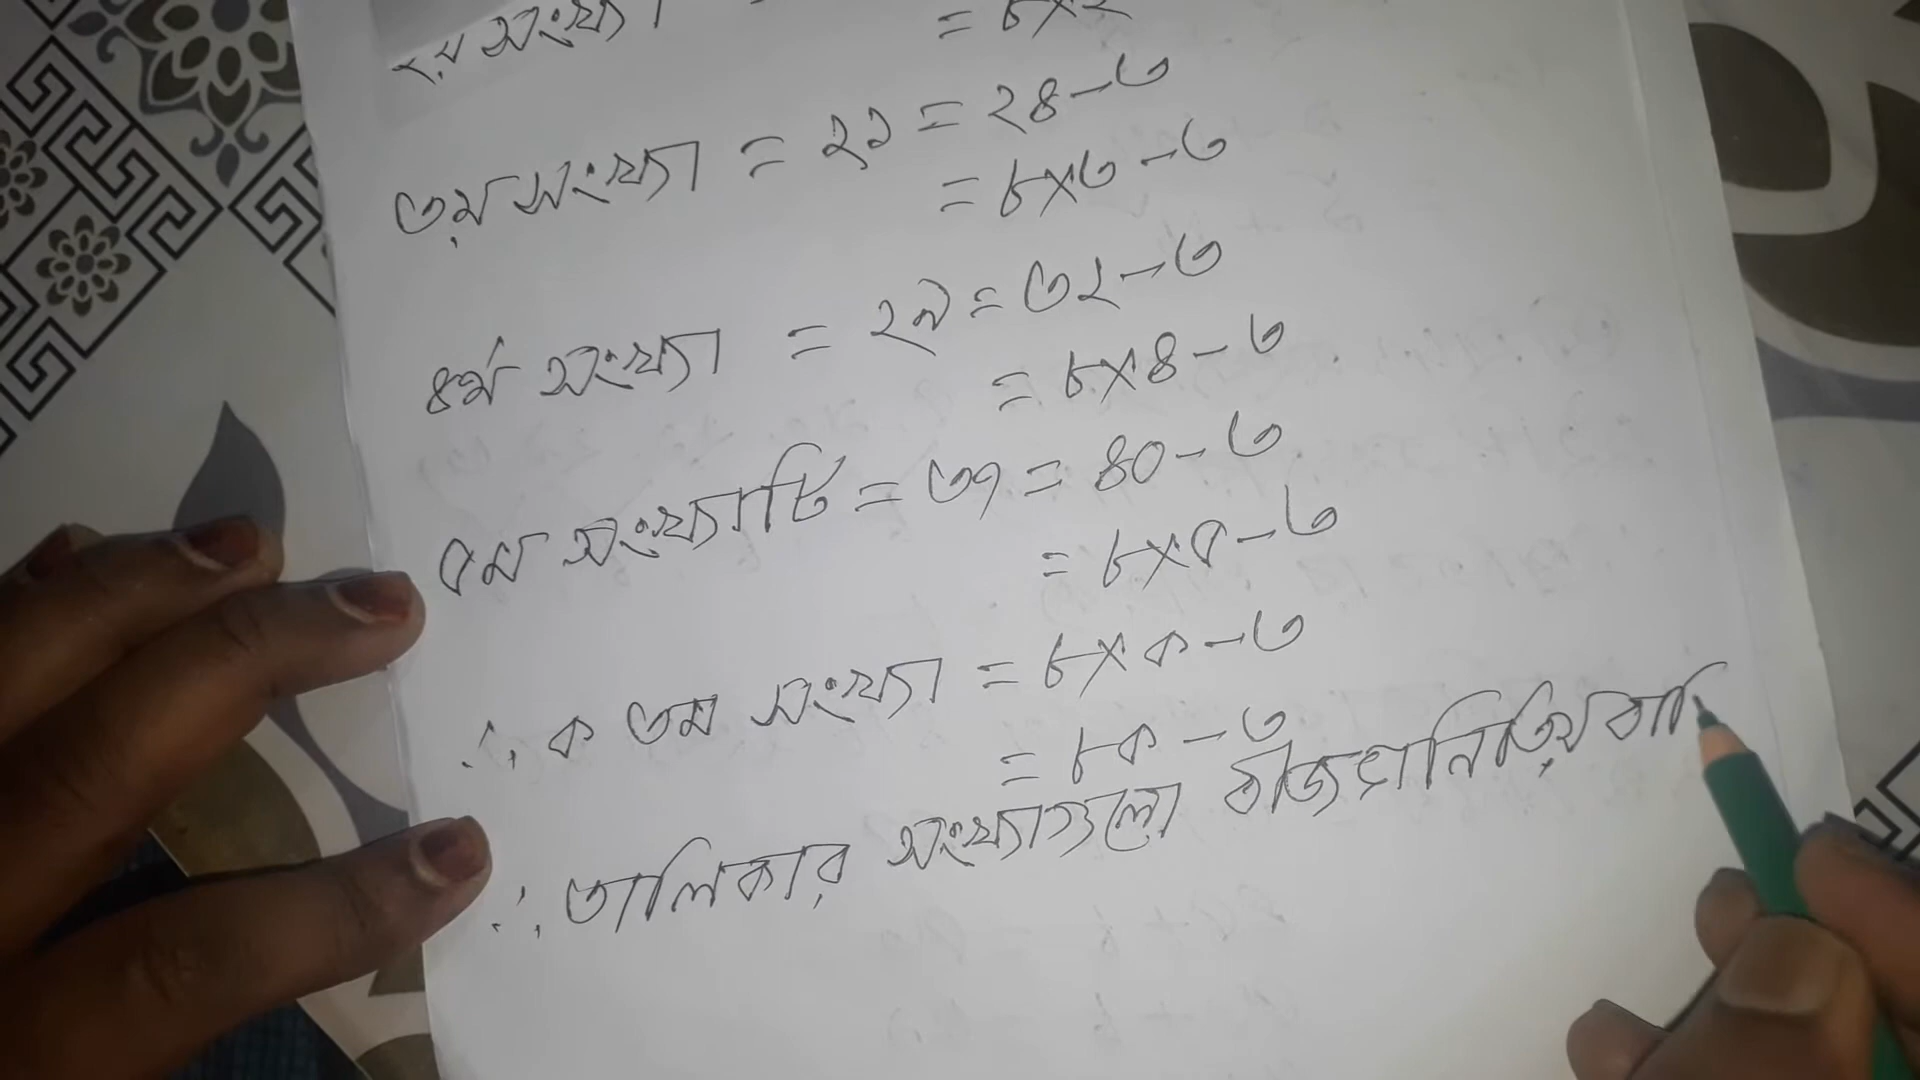 ২য় সংখ্যা
= ৮×২
৩য় সংখ্যা = ২১ = ২৪-৩
= ৮×৩-৩
৪র্থ সংখ্যা = ২৯ = ৩২-৩
= ৮×৪-৩
৫ম সংখ্যাটি = ৩৭ = ৪০-৩
= ৮×৫-৩
∴ ক তম সংখ্যা = ৮×ক-৩
= ৮ক-৩
∴ তালিকার সংখ্যাগুলো বীজগানিতিয়